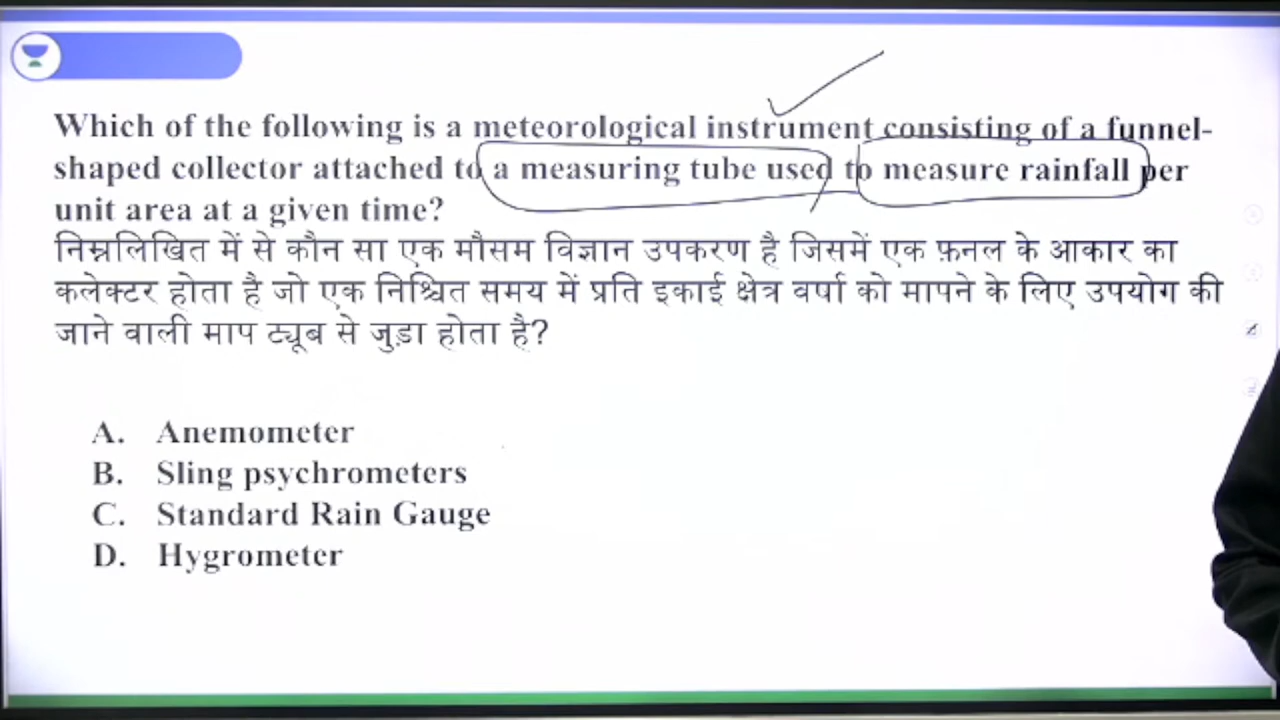 Which of the following is a meteorological instrument consisting of a funnel-
shaped collector attached to a measuring tube used to measure rainfall per
unit area at a given time?
निम्नलिखित में से कौन सा एक मौसम विज्ञान उपकरण है जिसमें एक फ़नल के आकार का
कलेक्टर होता है जो एक निश्चित समय में प्रति इकाई क्षेत्र वर्षा को मापने के लिए उपयोग की
जाने वाली माप ट्यूब से जुड़ा होता है?
A. Anemometer
B. Sling psychrometers
C. Standard Rain Gauge
D. Hygrometer